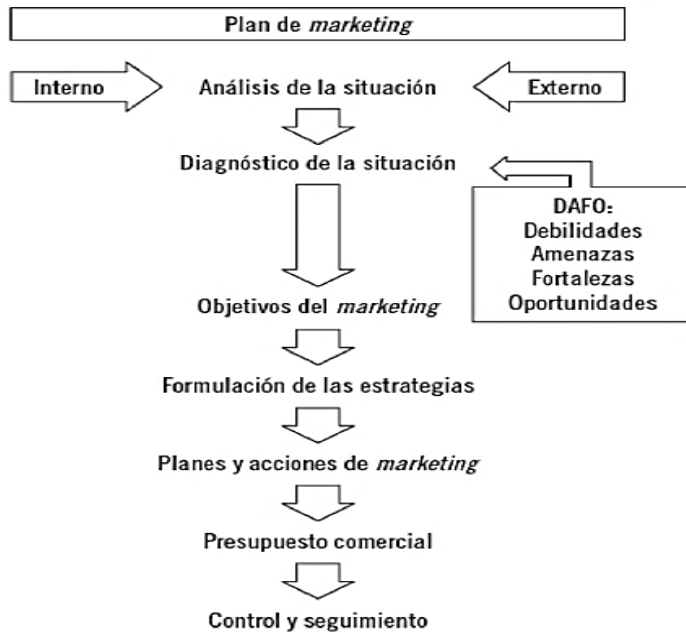 Plan de marketing
Interno
Análisis de la situación
Externo
Diagnóstico de la situación
DAFO:
Debilidades
Amenazas
Fortalezas
Oportunidades
Objetivos del marketing
Formulación de las estrategias
Planes y acciones de marketing
Presupuesto comercial
Control y seguimiento